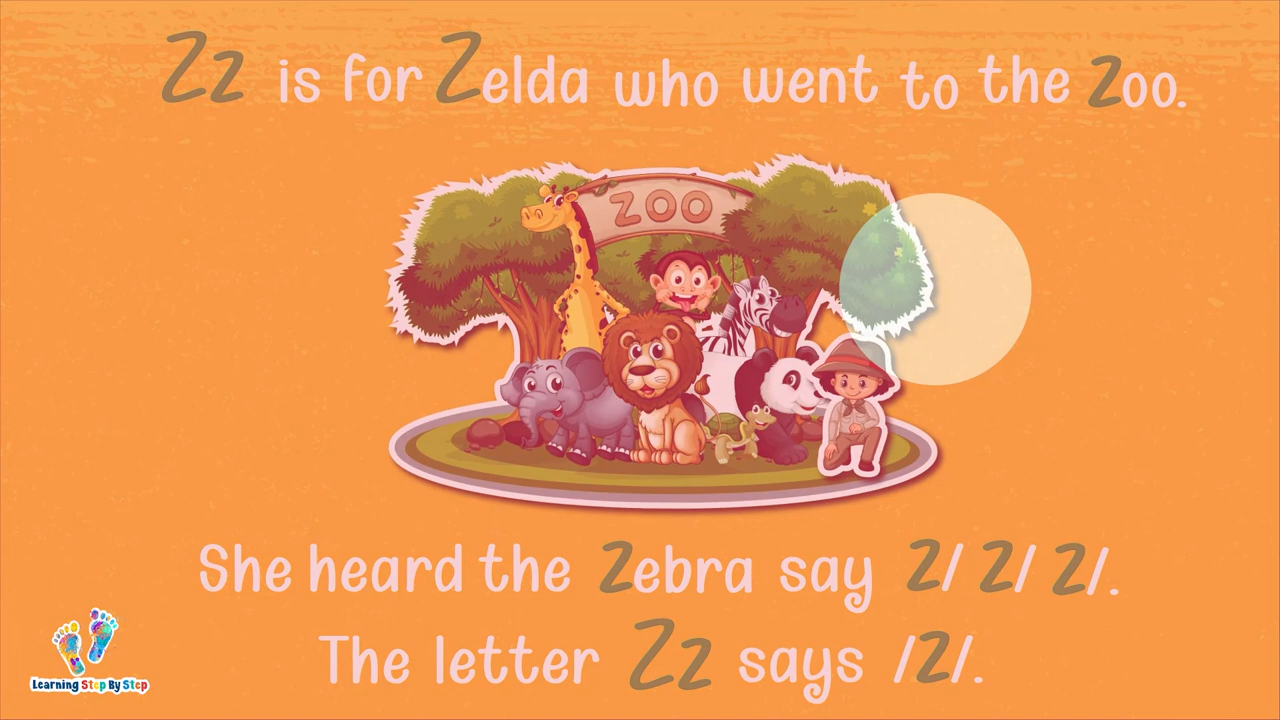 Zz is for Zelda who went to the zoo.
ZOO
She heard the zebra say z/ z/ z/.
The letter Zz says /z/.
Learning Step By Step